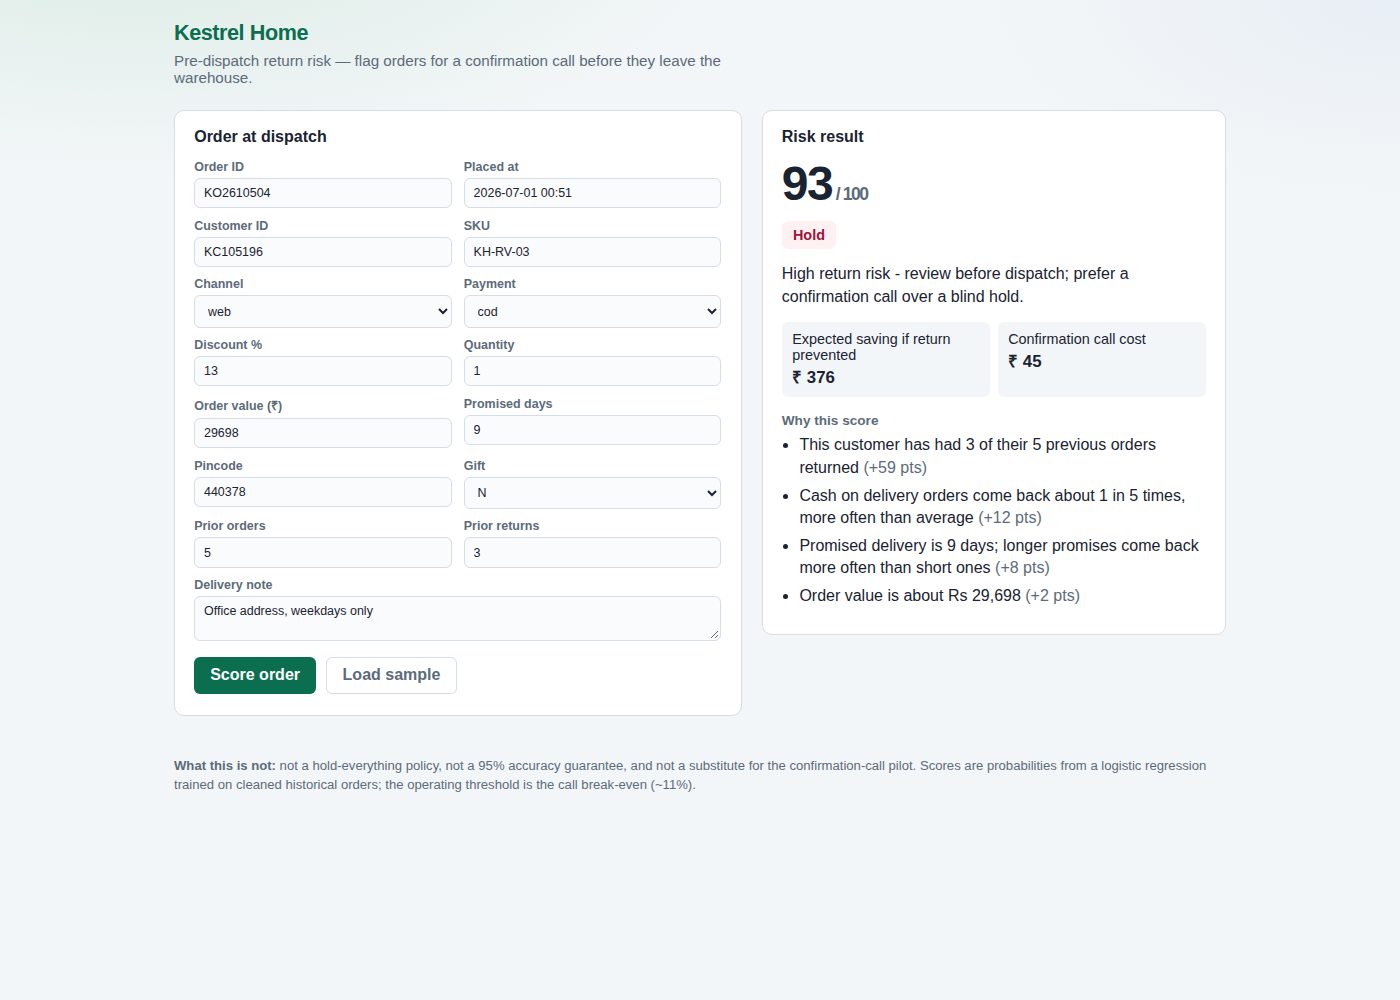 Kestrel Home
Pre-dispatch return risk — flag orders for a confirmation call before they leave the
warehouse.
Order at dispatch
Order ID
KO2610504
Placed at
2026-07-01 00:51
Customer ID
KC105196
SKU
KH-RV-03
Channel
web
Payment
cod
Discount %
13
Quantity
1
Order value (₹)
29698
Promised days
9
Pincode
440378
Gift
N
Prior orders
5
Prior returns
3
Delivery note
Office address, weekdays only
Score order
Load sample
Risk result
93 / 100
Hold
High return risk - review before dispatch; prefer a
confirmation call over a blind hold.
Expected saving if return
prevented
₹ 376
Confirmation call cost
₹ 45
Why this score
• This customer has had 3 of their 5 previous orders
returned (+59 pts)
• Cash on delivery orders come back about 1 in 5 times,
more often than average (+12 pts)
• Promised delivery is 9 days; longer promises come back
more often than short ones (+8 pts)
• Order value is about Rs 29,698 (+2 pts)
What this is not: not a hold-everything policy, not a 95% accuracy guarantee, and not a substitute for the confirmation-call pilot. Scores are probabilities from a logistic regression
trained on cleaned historical orders; the operating threshold is the call break-even (~11%).